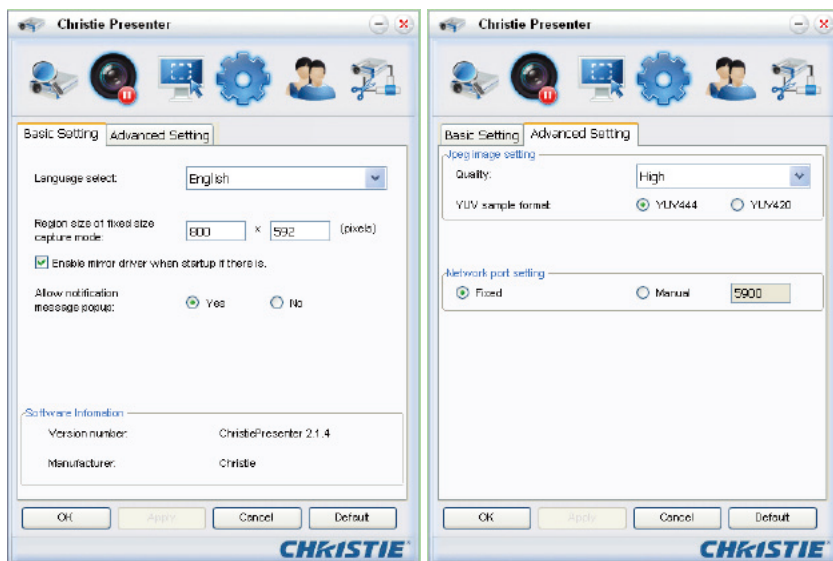 Christie Presenter
Basic Setting
Advanced Setting
Language select:
English
Region size of fixed size
capture mode:
800 x 592 (pixels)
Enable mirror driver when startup if there is.
Allow notification
message popup:
Yes
No
Software Infomation
Version number:
ChristiePresenter 2.1.4
Manufacturer:
Christie
OK
Apply
Cancel
Default
CHRISTIE
Christie Presenter
Basic Setting
Advanced Setting
Jpeg image setting
Quality:
High
YUV sample format:
YUV444
YUV420
Network port setting
Fixed
Manual
5900
OK
Apply
Cancel
Default
CHRISTIE